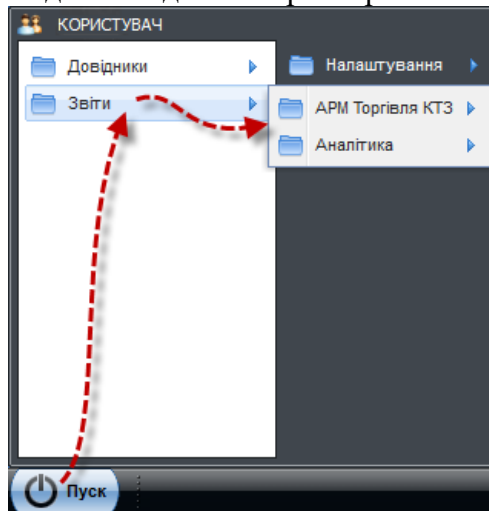 КОРИСТУВАЧ
Довідники
Налаштування
Звіти
АРМ Торгівля КТЗ
Аналітика
Пуск